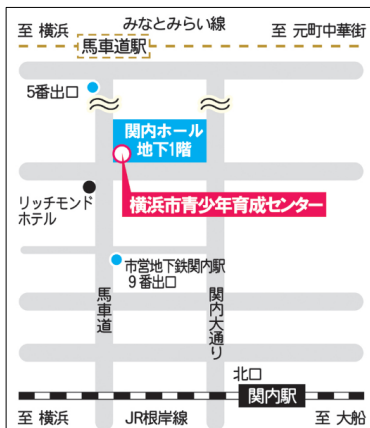 みなとみらい線
至 横浜
至 元町中華街
馬車道駅
5番出口
関内ホール
地下1階
横浜市青少年育成センター
リッチモンド
ホテル
市営地下鉄関内駅
9番出口
馬車道
関内大通り
北口
関内駅
至 横浜
JR根岸線
至 大船